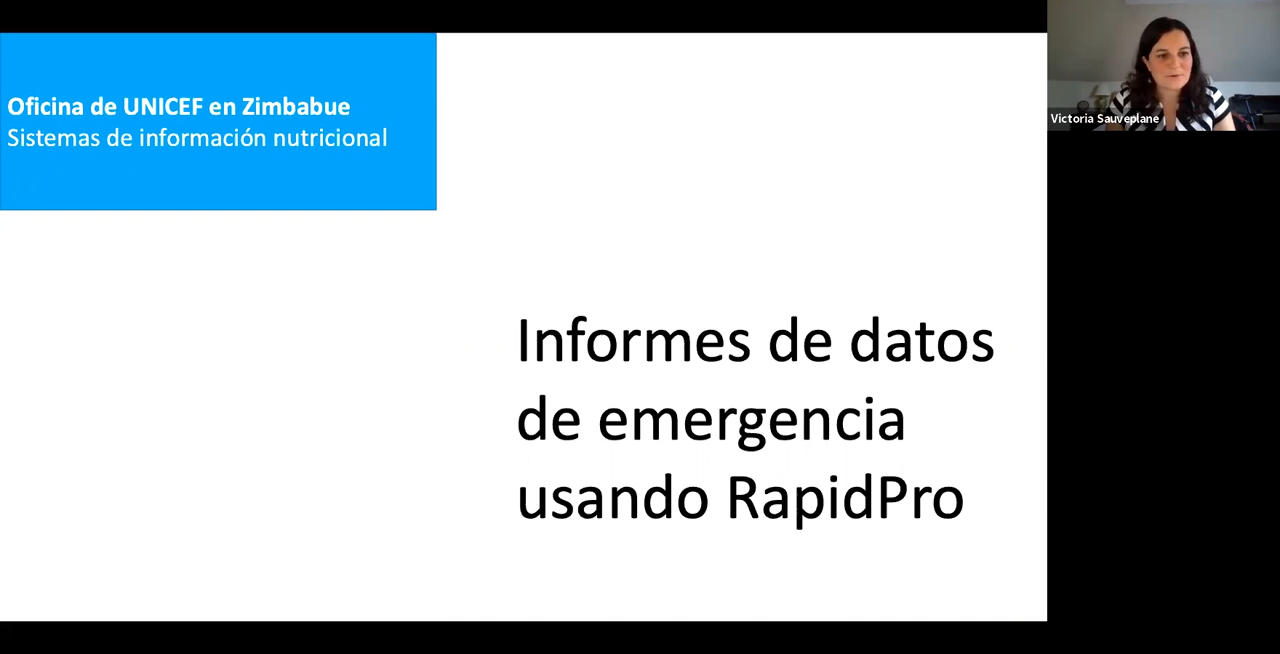 Oficina de UNICEF en Zimbabue
Sistemas de información nutricional
Informes de datos
de emergencia
usando RapidPro
Victoria Sauveplane